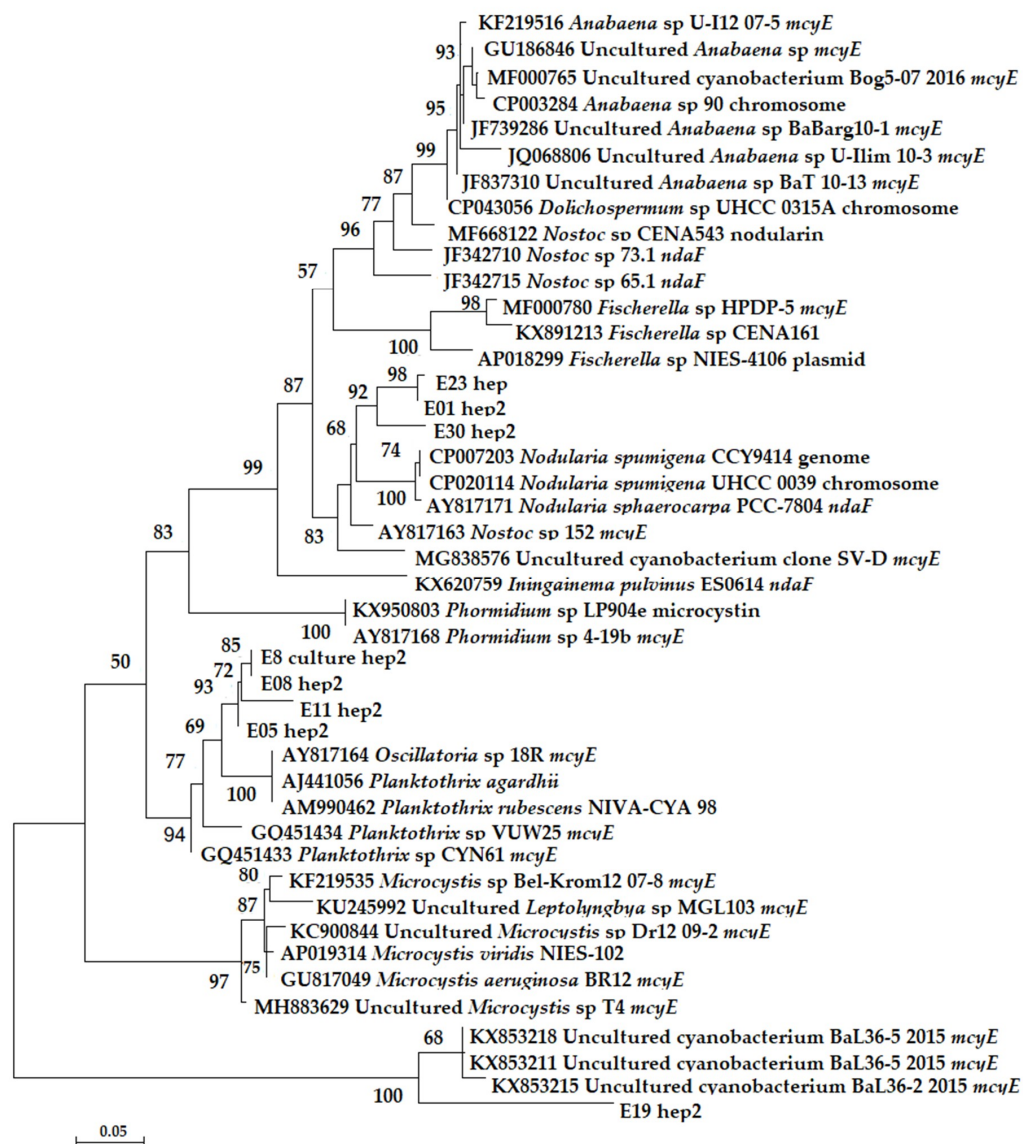 KF219516 Anabaena sp U-I12 07-5 mcyE
93
GU186846 Uncultured Anabaena sp mcyE
MF000765 Uncultured cyanobacterium Bog5-07 2016 mcyE
CP003284 Anabaena sp 90 chromosome
95
JF739286 Uncultured Anabaena sp BaBarg10-1 mcyE
JQ068806 Uncultured Anabaena sp U-Ilim 10-3 mcyE
99
JF837310 Uncultured Anabaena sp BaT 10-13 mcyE
87
CP043056 Dolichospermum sp UHCC 0315A chromosome
77
MF668122 Nostoc sp CENA543 nodularin
96
JF342710 Nostoc sp 73.1 ndaF
57
JF342715 Nostoc sp 65.1 ndaF
98
MF000780 Fischerella sp HPDP-5 mcyE
KX891213 Fischerella sp CENA161
100
AP018299 Fischerella sp NIES-4106 plasmid
87
98
E23 hep
92
E01 hep2
68
E30 hep2
74
CP007203 Nodularia spumigena CCY9414 genome
99
CP020114 Nodularia spumigena UHCC 0039 chromosome
100
AY817171 Nodularia sphaerocarpa PCC-7804 ndaF
83
83
AY817163 Nostoc sp 152 mcuE
MG838576 Uncultured cyanobacterium clone SV-D mcyE
KX620759 Iningainema pulvinus ES0614 ndaF
KX950803 Phormidium sp LP904e microcystin
100
AY817168 Phormidium sp 4-19b mcyE
50
85
E8 culture hep2
72
93
E08 hep2
E11 hep2
69
E05 hep2
77
AY817164 Oscillatoria sp 18R mcyE
AJ441056 Planktothrix agardhii
100
AM990462 Planktothrix rubescens NIVA-CYA 98
94
GQ451434 Planktothrix sp VUW25 mcyE
GQ451433 Planktothrix sp CYN61 mcyE
80
KF219535 Microcystis sp Bel-Krom12 07-8 mcyE
87
KU245992 Uncultured Leptolyngbya sp MGL103 mcyE
KC900844 Uncultured Microcystis sp Dr12 09-2 mcyE
AP019314 Microcystis viridis NIES-102
97
75
GU817049 Microcystis aeruginosa BR12 mcyE
MH883629 Uncultured Microcystis sp T4 mcyE
68
KX853218 Uncultured cyanobacterium BaL36-5 2015 mcyE
KX853211 Uncultured cyanobacterium BaL36-5 2015 mcyE
KX853215 Uncultured cyanobacterium BaL36-2 2015 mcyE
100
E19 hep2
0.05